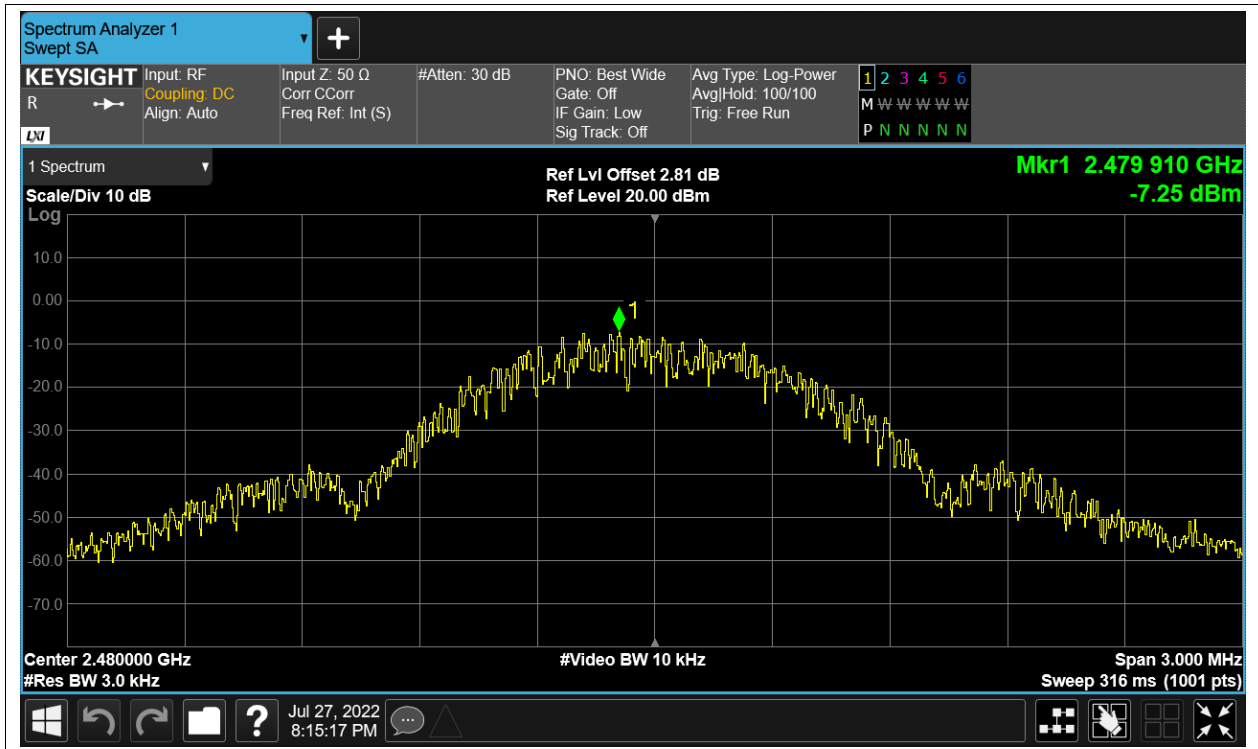 Spectrum Analyzer 1
Swept SA
+
KEYSIGHT
R
LXI
Input: RF
Coupling: DC
Align: Auto
Input Z: 50 Ω
Corr CCorr
Freq Ref: Int (S)
#Atten: 30 dB
PNO: Best Wide
Gate: Off
IF Gain: Low
Sig Track: Off
Avg Type: Log-Power
Avg|Hold: 100/100
Trig: Free Run
1 2 3 4 5 6
M W W W W W
P N N N N N
1 Spectrum
Scale/Div 10 dB
Log
Ref Lvl Offset 2.81 dB
Ref Level 20.00 dBm
Mkr1 2.479 910 GHz
-7.25 dBm
10.0
0.00
-10.0
-20.0
-30.0
-40.0
-50.0
-60.0
-70.0
1
Center 2.480000 GHz
#Res BW 3.0 kHz
#Video BW 10 kHz
Span 3.000 MHz
Sweep 316 ms (1001 pts)
?
Jul 27, 2022
8:15:17 PM